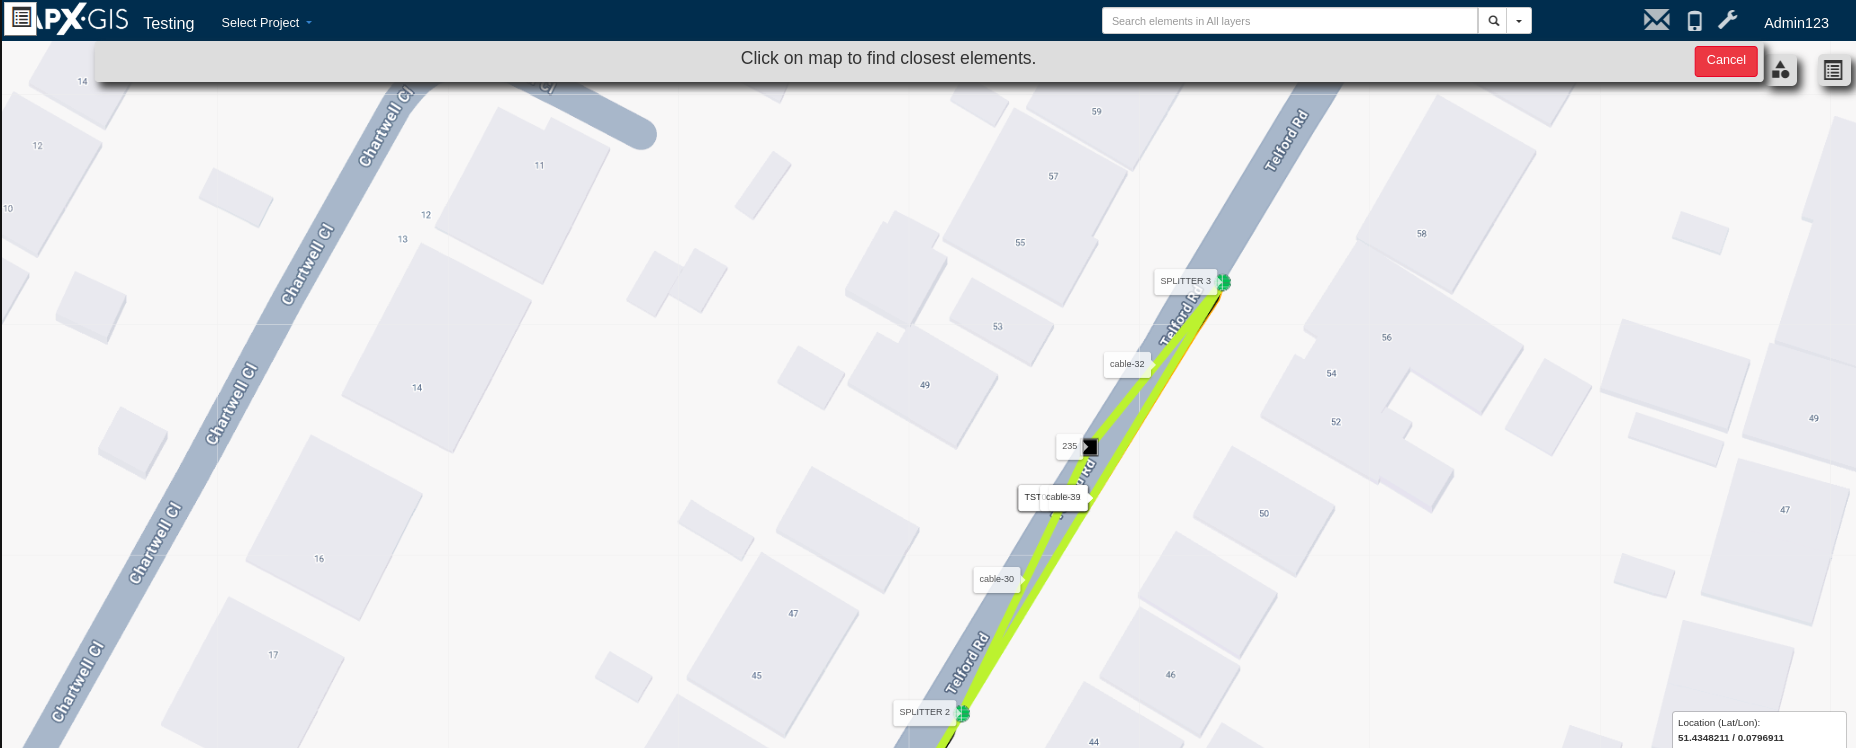 APX·GIS Testing Select Project Search elements in All layers Admin123
Click on map to find closest elements. Cancel
14
Chartwell Cl
59
Telford Rd
12
11
57
10
12
13
55
58
Chartwell Cl
SPLITTER 3
Telford Rd
53
56
cable-32
54
14
49
Chartwell Cl
52
49
235
TST cable-39
50
47
Chartwell Cl
16
cable-30
47
17
45
Telford Rd
46
Chartwell Cl
SPLITTER 2
44
Location (Lat/Lon):
51.4348211 / 0.0796911